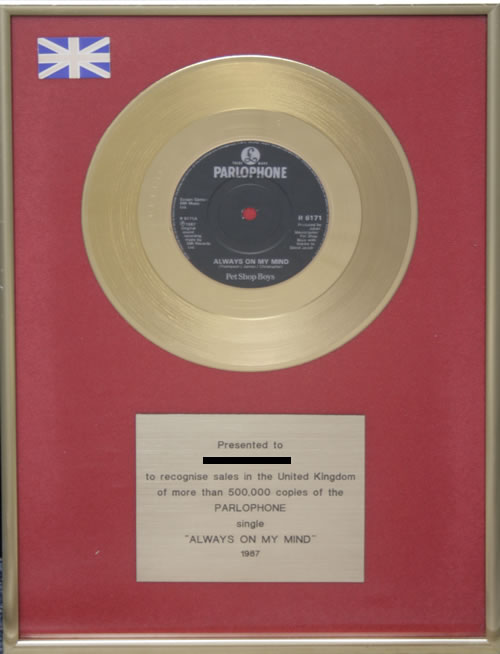 PARLOPHONE
R 6171
ALWAYS ON MY MIND
Pet Shop Boys
Presented to
to recognise sales in the United Kingdom
of more than 500,000 copies of the
PARLOPHONE
single
"ALWAYS ON MY MIND"
1987